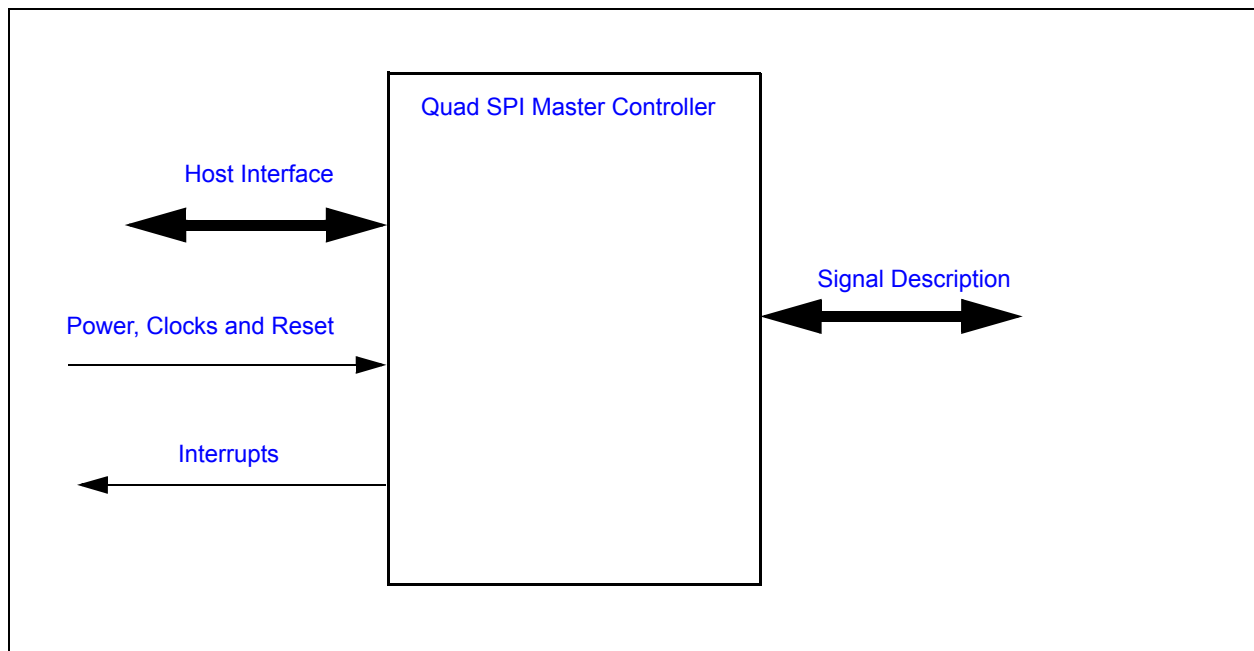 Quad SPI Master Controller
Host Interface
Signal Description
Power, Clocks and Reset
Interrupts